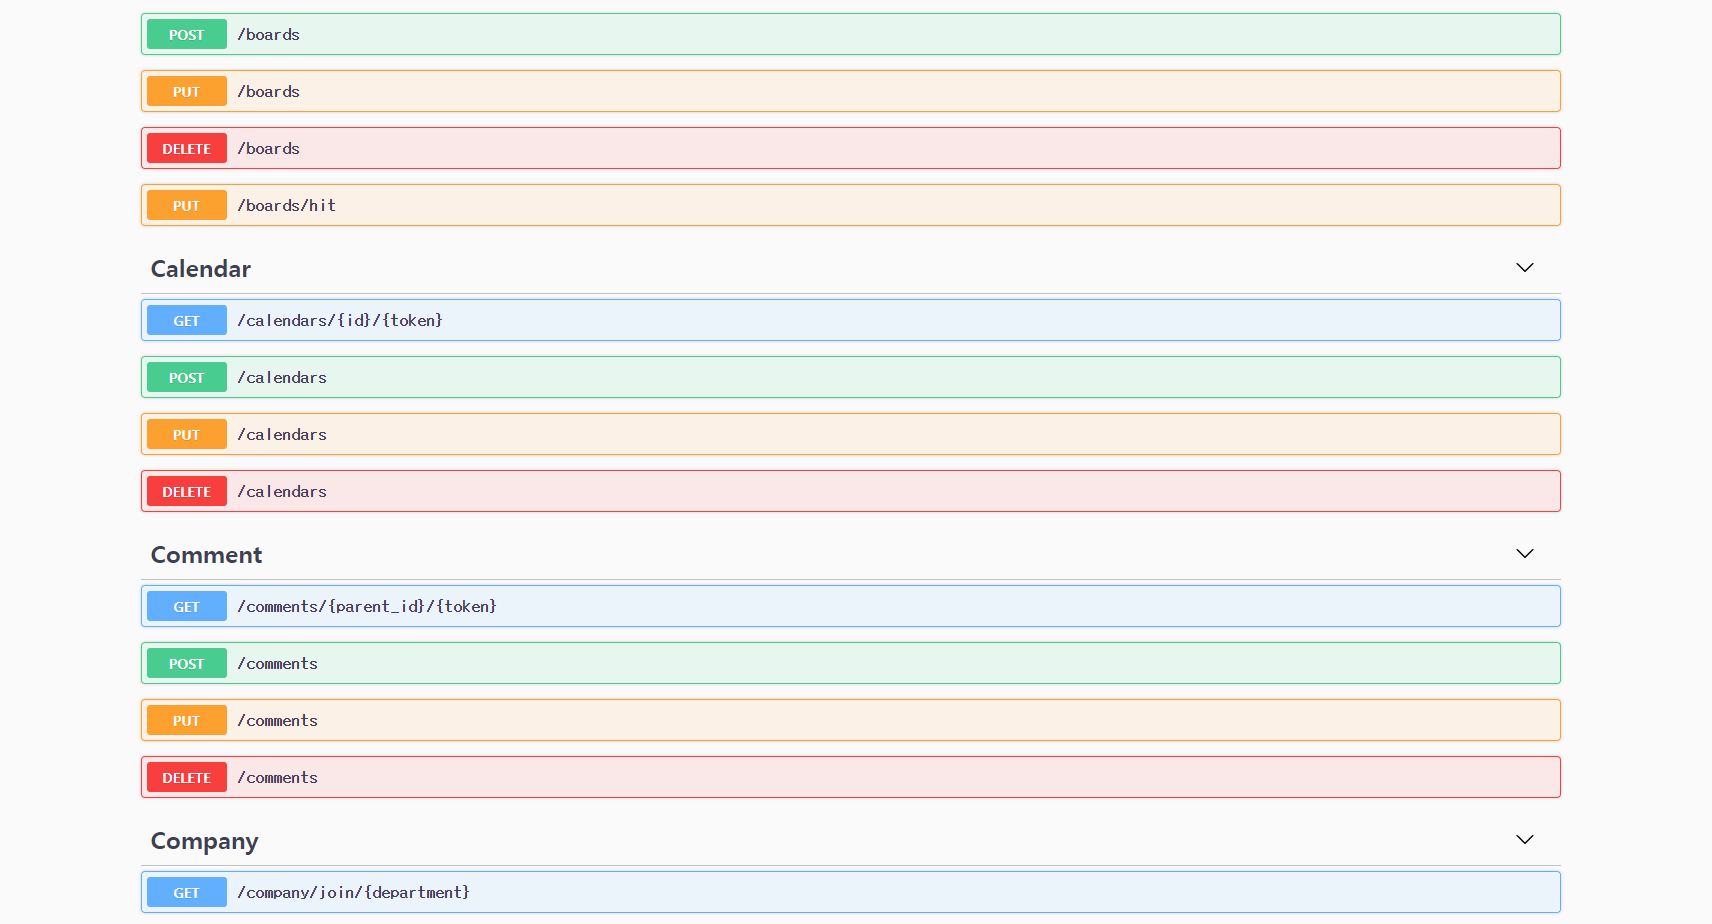 POST /boards
PUT /boards
DELETE /boards
PUT /boards/hit
Calendar
GET /calendars/{id}/{token}
POST /calendars
PUT /calendars
DELETE /calendars
Comment
GET /comments/{parent_id}/{token}
POST /comments
PUT /comments
DELETE /comments
Company
GET /company/join/{department}